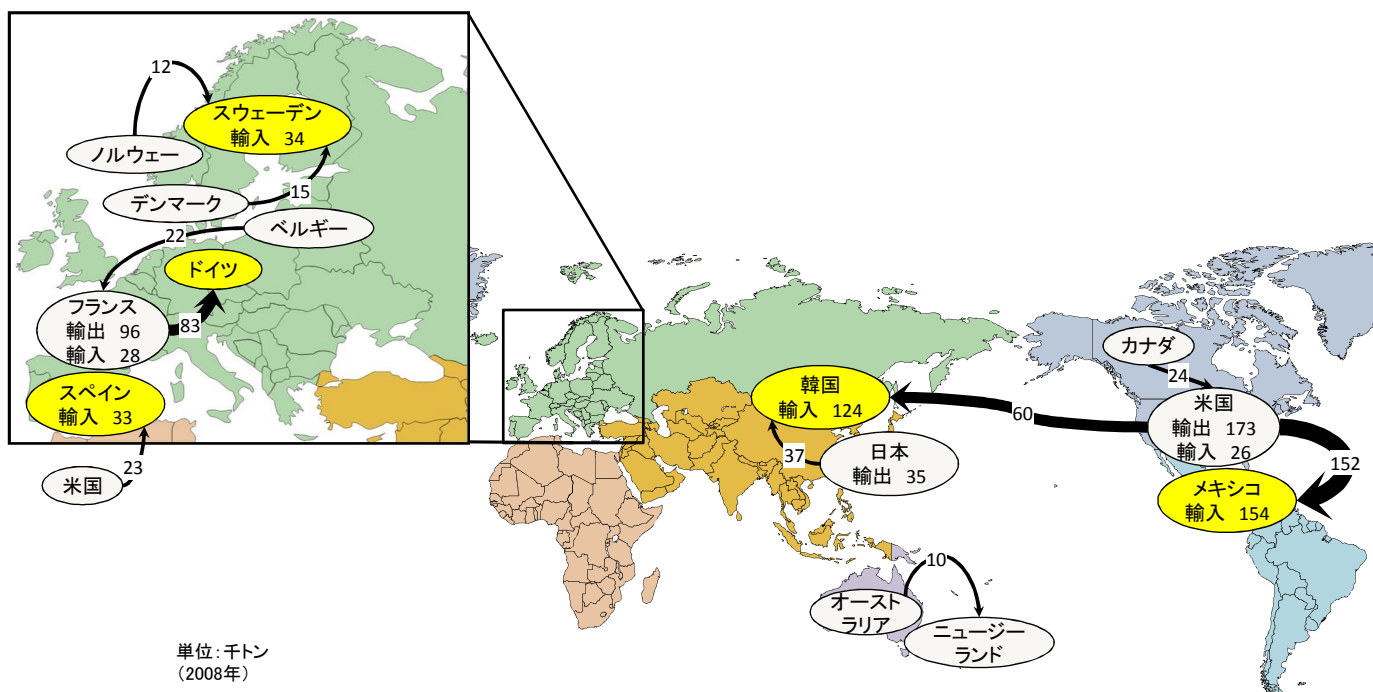 12
スウェーデン
輸入 34
ノルウェー
デンマーク
15
ベルギー
22
ドイツ
フランス
輸出 96
輸入 28
83
スペイン
輸入 33
23
米国
韓国
輸入 124
37
日本
輸出 35
60
カナダ
24
米国
輸出 173
輸入 26
152
メキシコ
輸入 154
10
オースト
ラリア
ニュージー
ランド
単位:千トン
(2008年)